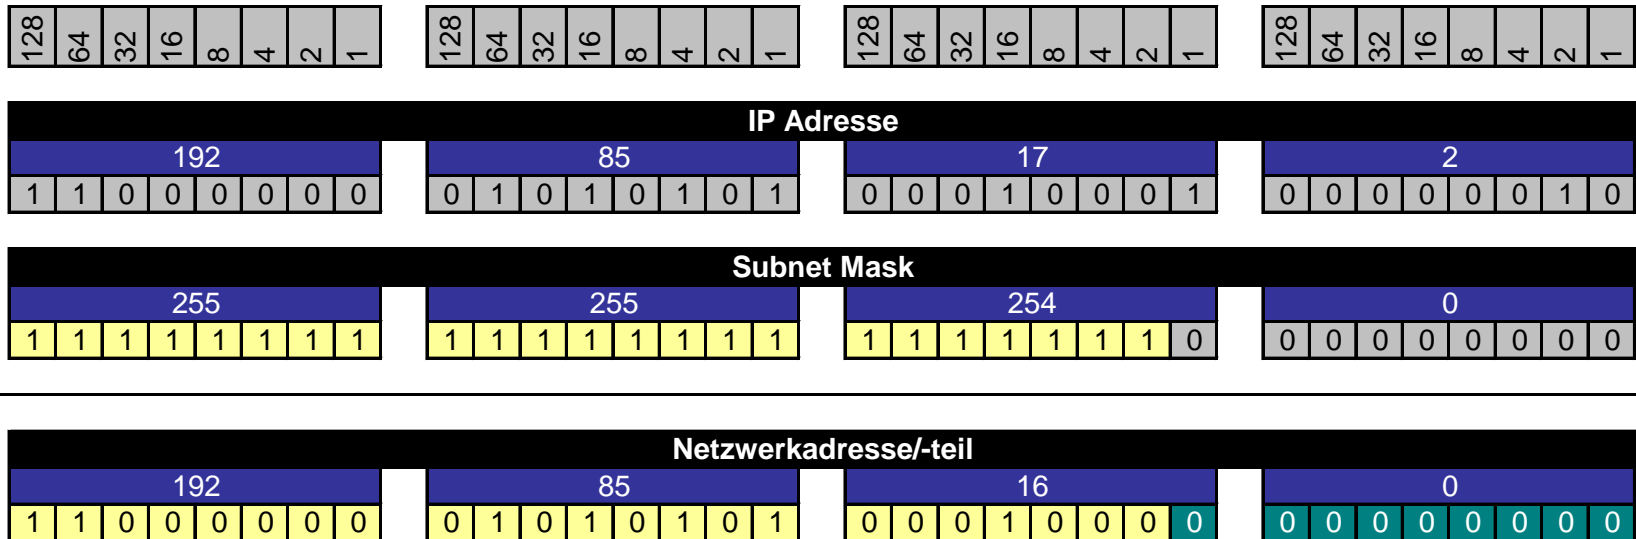 128 64 32 16 8 4 2 1 128 64 32 16 8 4 2 1 128 64 32 16 8 4 2 1 128 64 32 16 8 4 2 1
IP Adresse
192 85 17 2
1 1 0 0 0 0 0 0 0 1 0 1 0 1 0 1 0 0 0 1 0 0 0 1 0 0 0 0 0 0 1 0
Subnet Mask
255 255 254 0
1 1 1 1 1 1 1 1 1 1 1 1 1 1 1 1 1 1 1 1 1 1 1 0 0 0 0 0 0 0 0 0
Netzwerkadresse/-teil
192 85 16 0
1 1 0 0 0 0 0 0 0 1 0 1 0 1 0 1 0 0 0 1 0 0 0 0 0 0 0 0 0 0 0 0